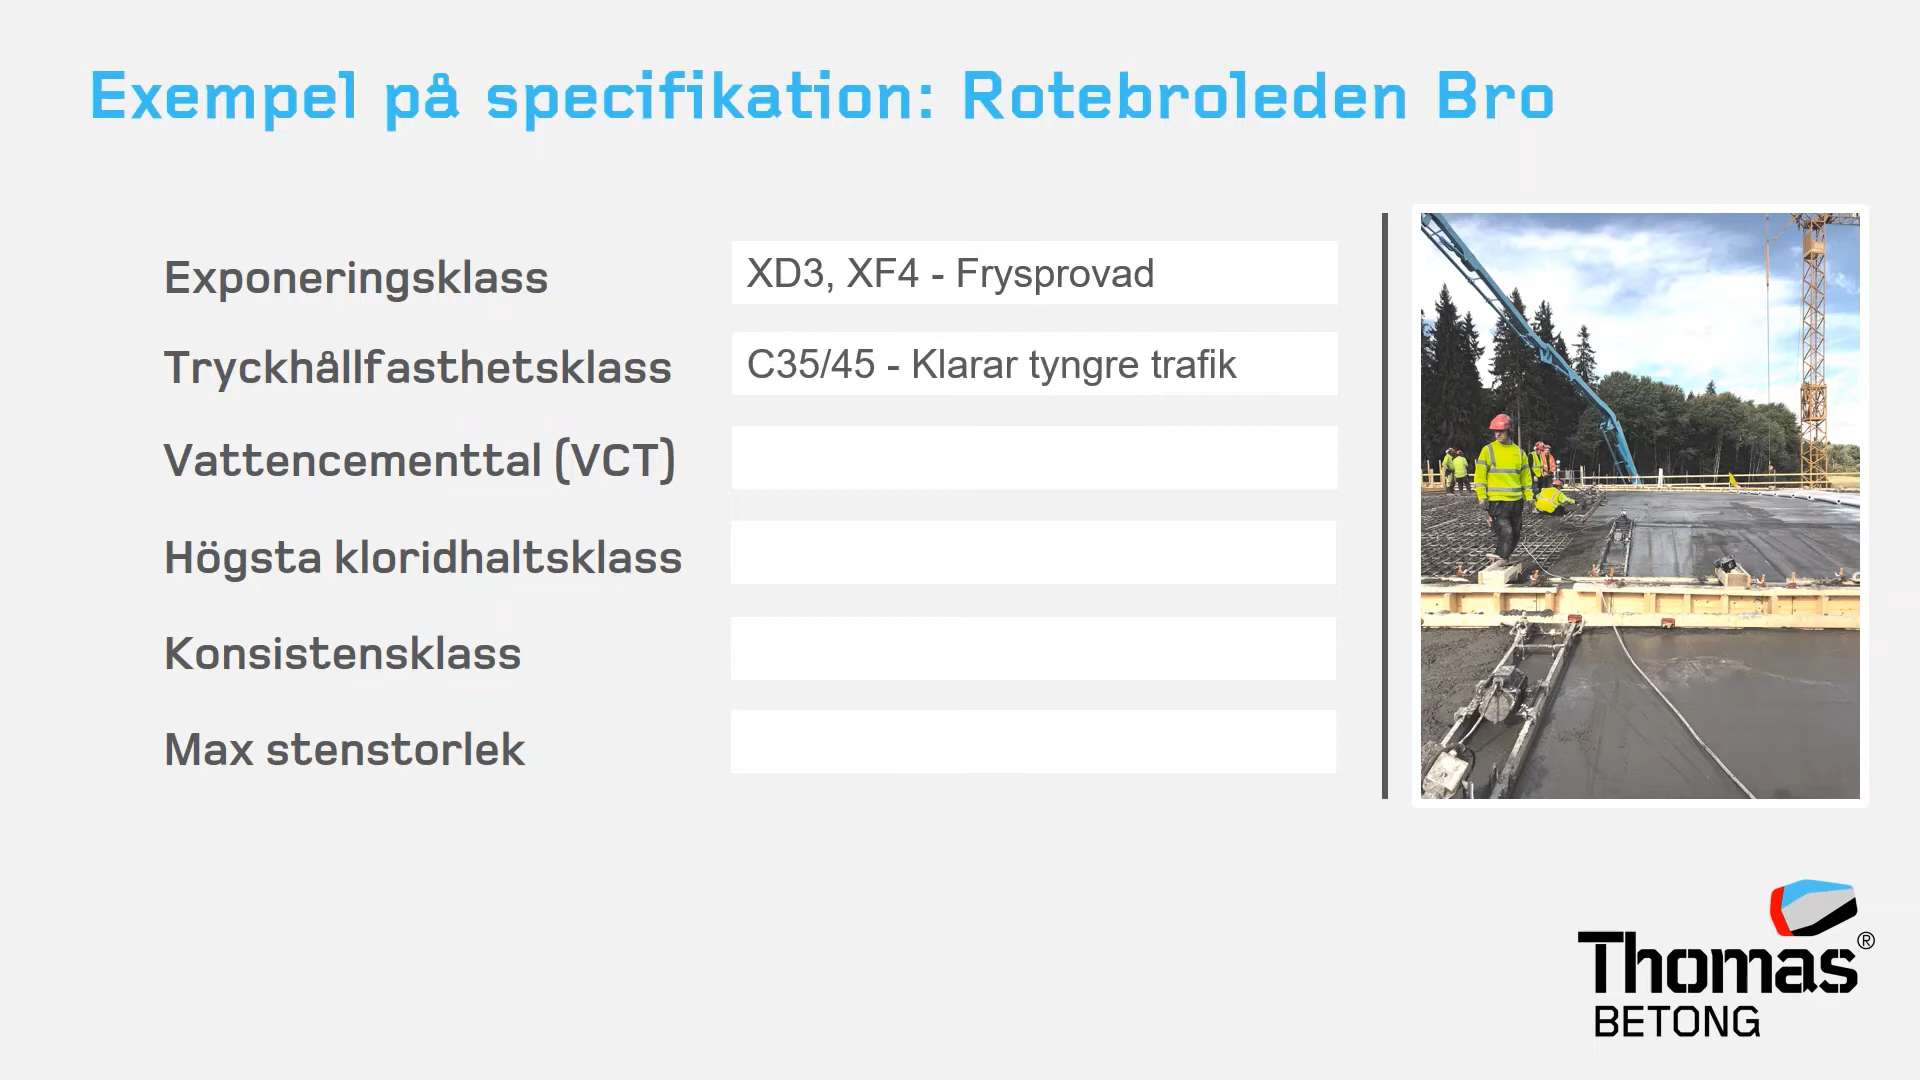 Exempel på specifikation: Rotebroleden Bro
Exponeringsklass
XD3, XF4 - Frysprovad
Tryckhållfasthetsklass
C35/45 - Klarar tyngre trafik
Vattencementtal (VCT)
Högsta kloridhaltsklass
Konsistensklass
Max stenstorlek
Thomas®
BETONG